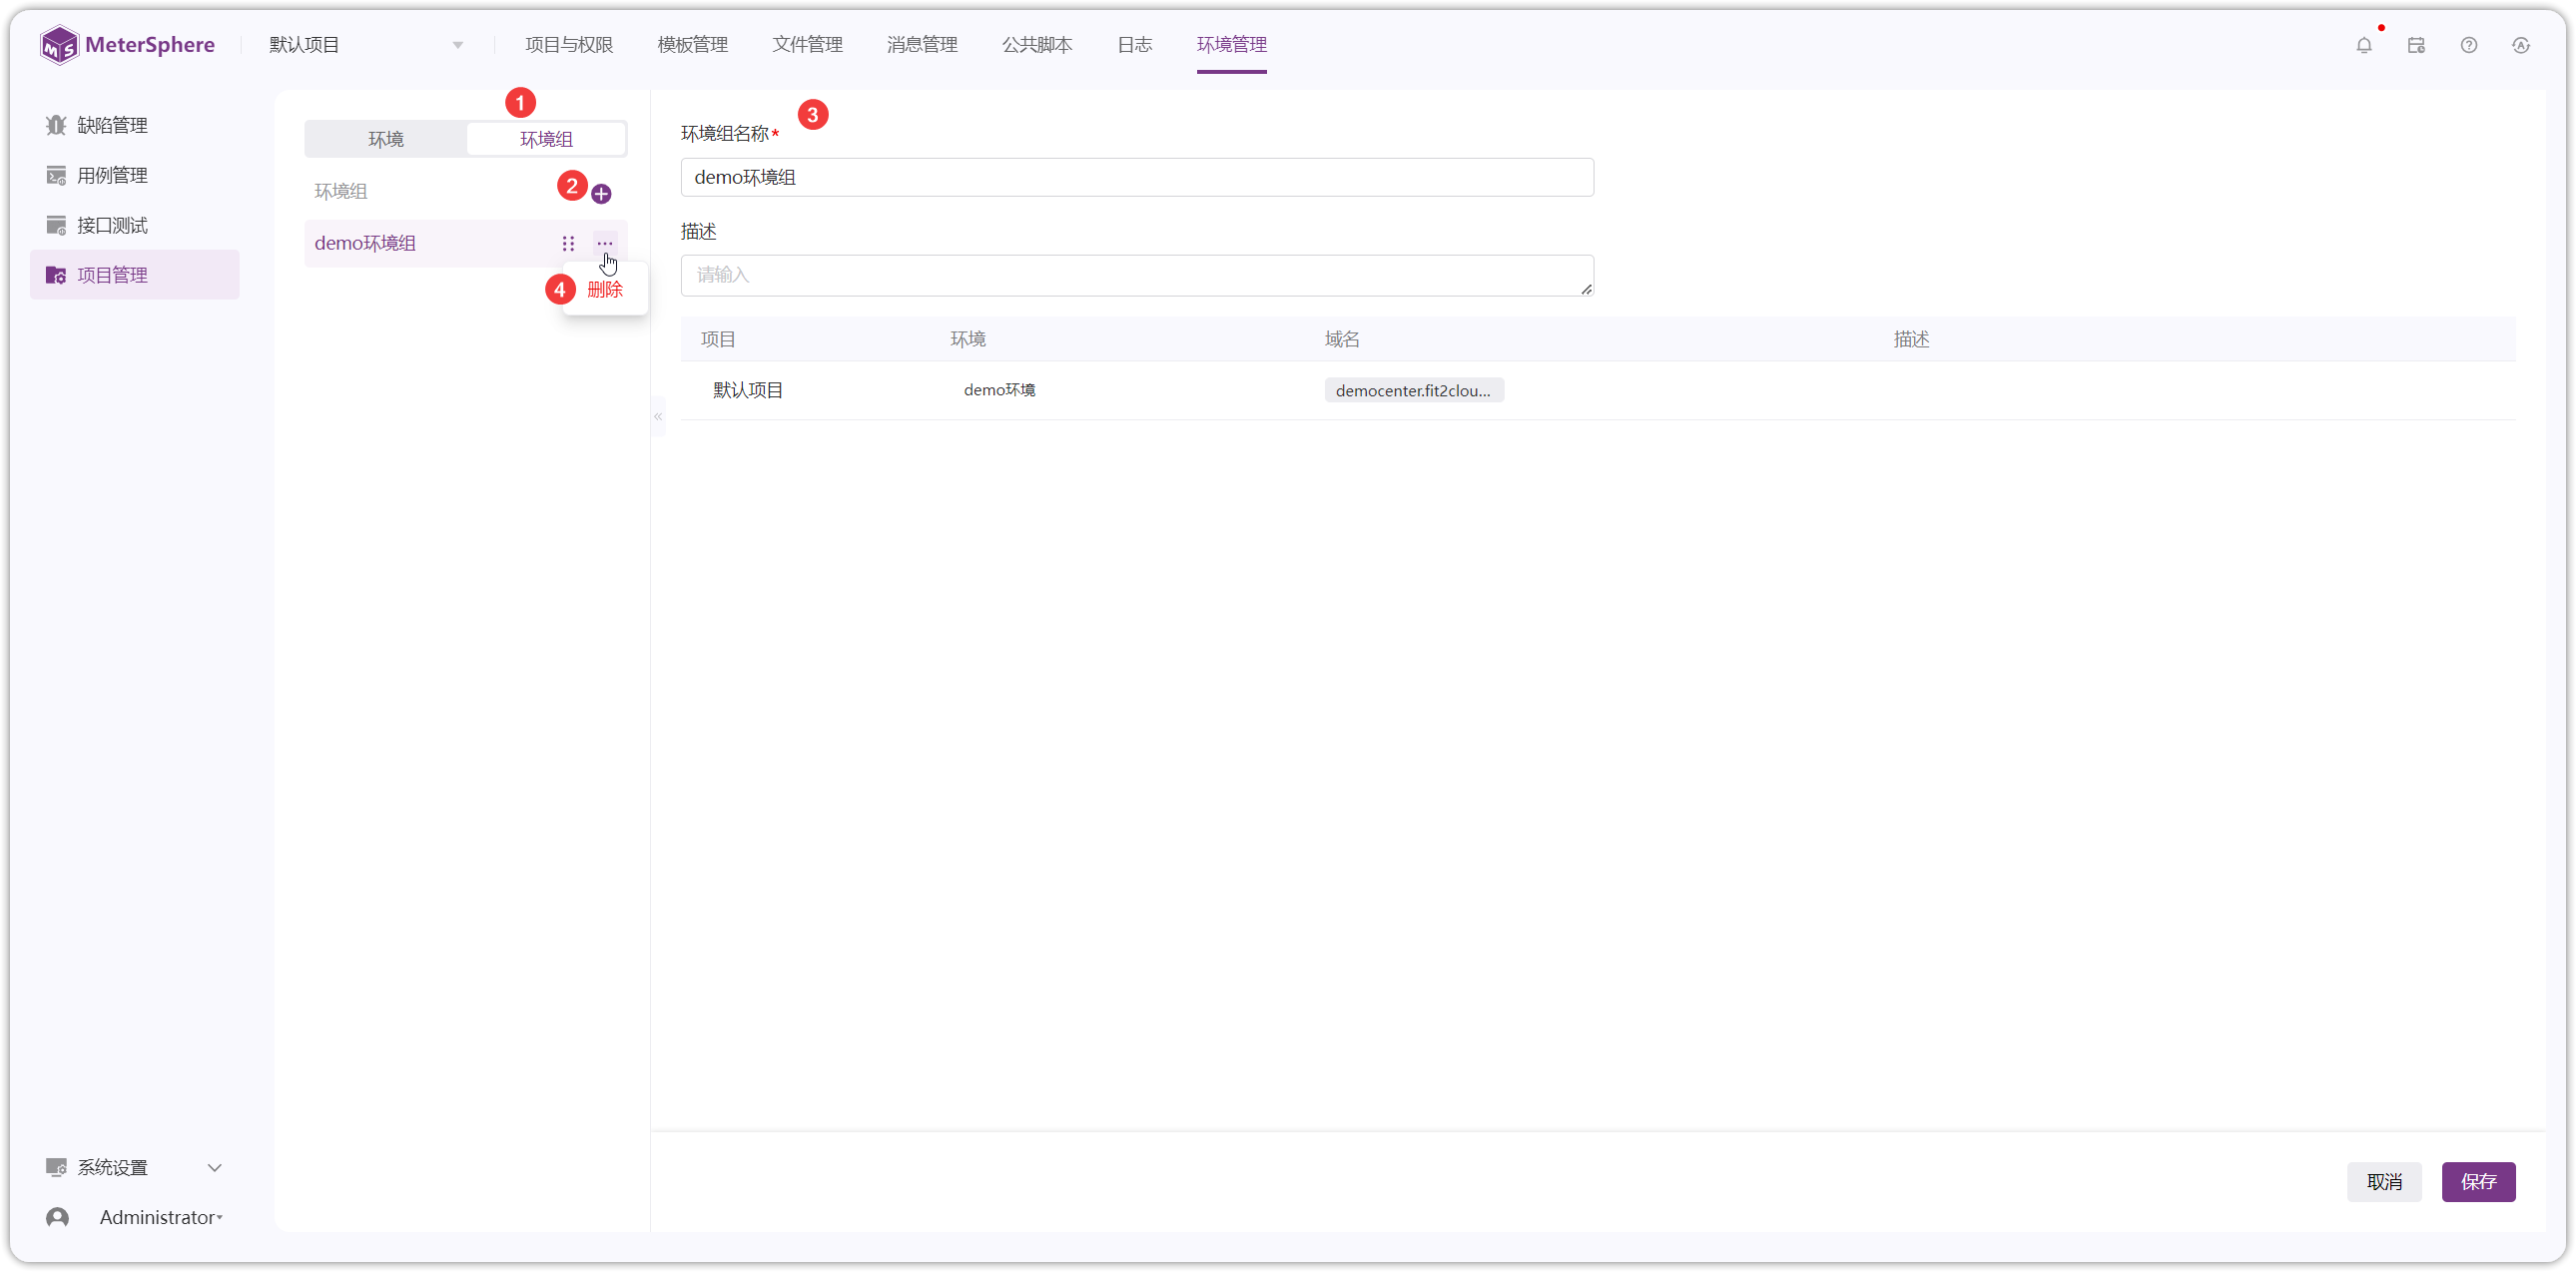 MeterSphere
默认项目
项目与权限
模板管理
文件管理
消息管理
公共脚本
日志
环境管理
缺陷管理
用例管理
接口测试
项目管理
系统设置
Administrator
1
环境
环境组
环境组
2
demo环境组
4
删除
3
环境组名称*
demo环境组
描述
请输入
项目 环境 域名 描述
默认项目 demo环境 democenter.fit2clou...
取消
保存